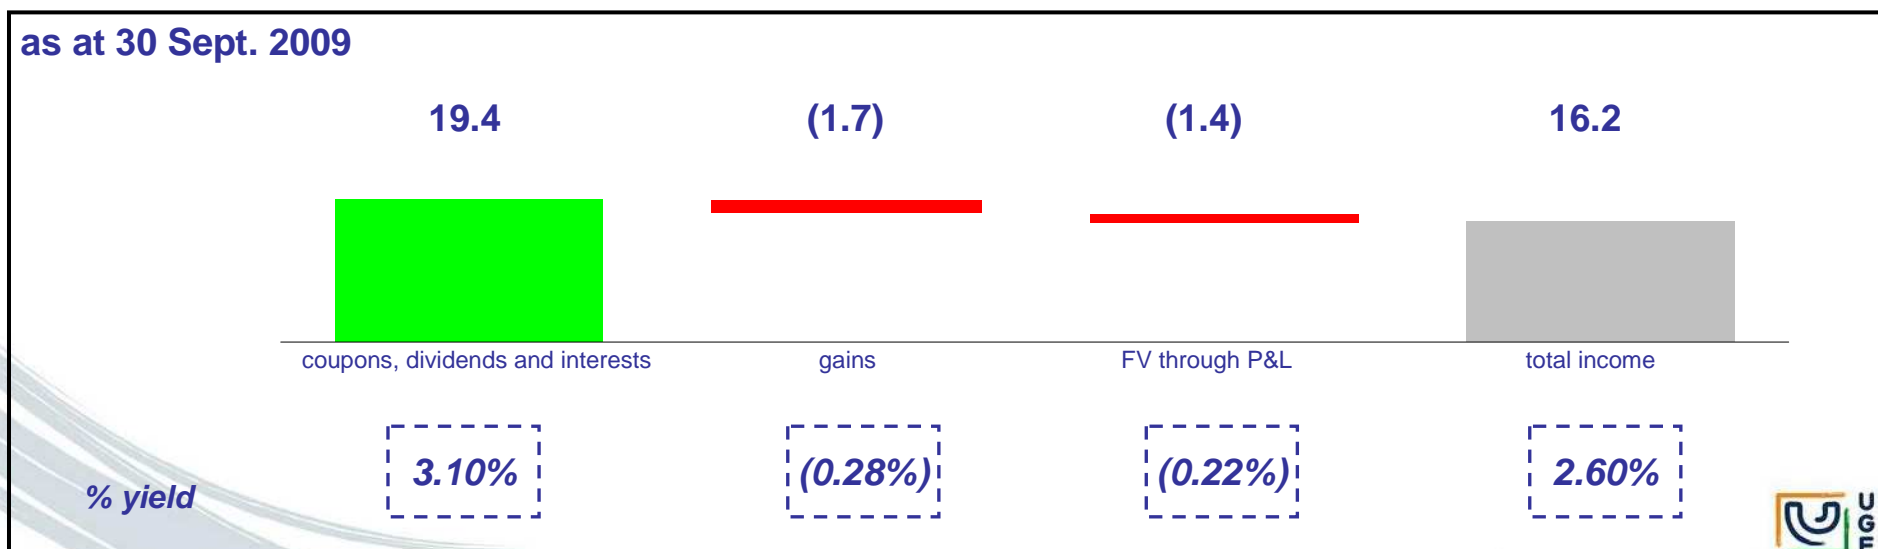 as at 30 Sept. 2009
19.4 (1.7) (1.4) 16.2
coupons, dividends and interests gains FV through P&L total income
% yield 3.10% (0.28%) (0.22%) 2.60%
UGF